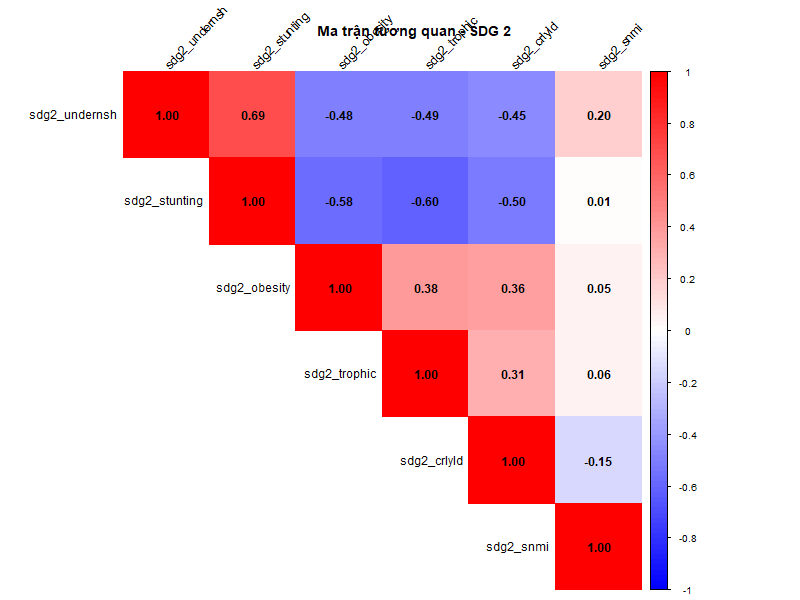 Ma trận tương quan - SDG 2
sdg2_undernsh
sdg2_stunting
sdg2_obesity
sdg2_trophic
sdg2_crlyld
sdg2_snmi
sdg2_undernsh 1.00 0.69 -0.48 -0.49 -0.45 0.20
sdg2_stunting 1.00 -0.58 -0.60 -0.50 0.01
sdg2_obesity 1.00 0.38 0.36 0.05
sdg2_trophic 1.00 0.31 0.06
sdg2_crlyld 1.00 -0.15
sdg2_snmi 1.00
1
0.8
0.6
0.4
0.2
0
-0.2
-0.4
-0.6
-0.8
-1